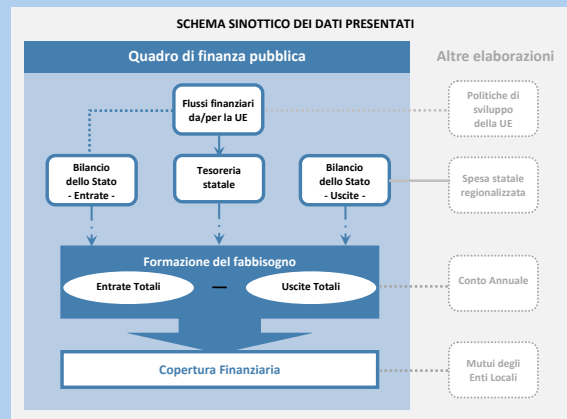 SCHEMA SINOTTICO DEI DATI PRESENTATI
Quadro di finanza pubblica
Altre elaborazioni
Flussi finanziari
da/per la UE
Politiche di
sviluppo
della UE
Bilancio
dello Stato
- Entrate -
Tesoreria
statale
Bilancio
dello Stato
- Uscite -
Spesa statale
regionalizzata
Formazione del fabbisogno
Entrate Totali
—
Uscite Totali
Conto Annuale
Copertura Finanziaria
Mutui degli
Enti Locali